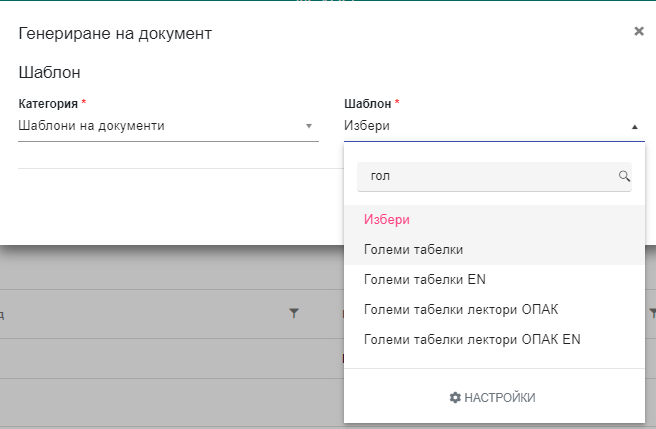 Генериране на документ
Шаблон
Категория *
Шаблони на документи
Шаблон *
Избери
гол
Избери
Големи табелки
Големи табелки EN
Големи табелки лектори ОПАК
Големи табелки лектори ОПАК EN
НАСТРОЙКИ